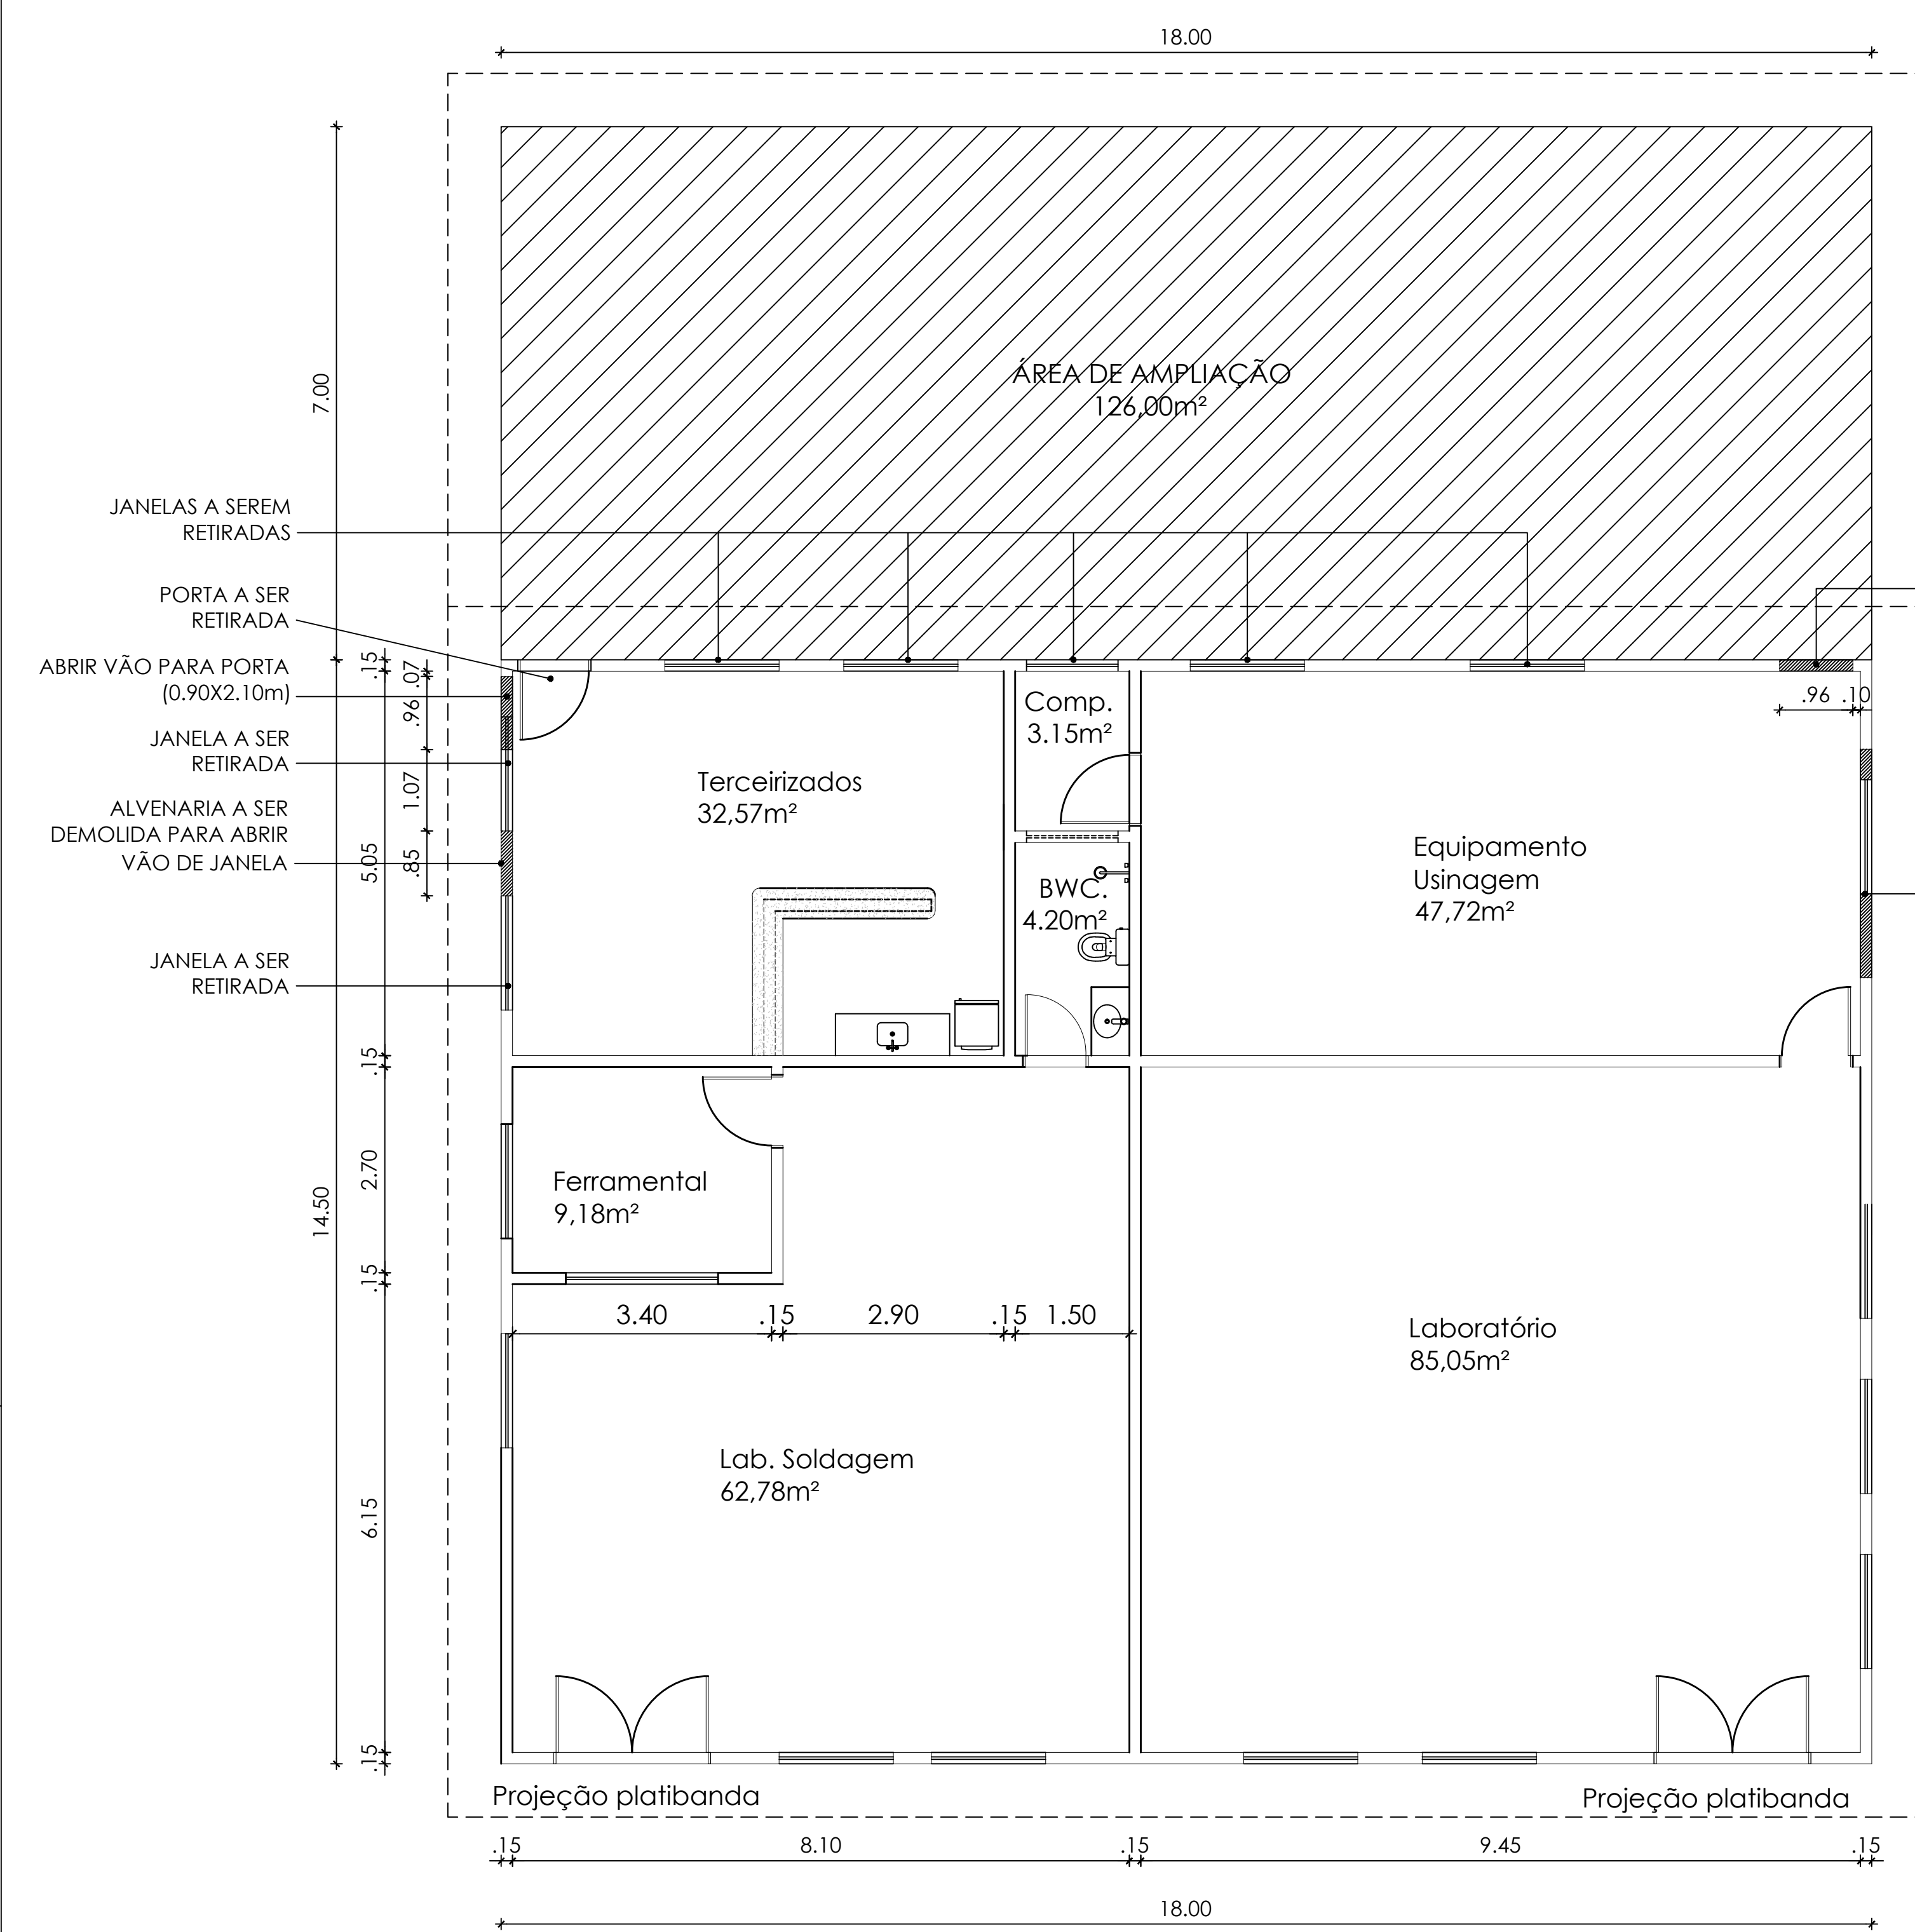 18.00
7.00
ÁREA DE AMPLIAÇÃO
126,00m²
JANELAS A SEREM
RETIRADAS
PORTA A SER
RETIRADA
ABRIR VÃO PARA PORTA
(0.90X2.10m)
JANELA A SER
RETIRADA
ALVENARIA A SER
DEMOLIDA PARA ABRIR
VÃO DE JANELA
JANELA A SER
RETIRADA
.15
.07
.96
1.07
.85
5.05
.15
2.70
14.50
.15
6.15
.15
Comp.
3.15m²
.96 .10
Terceirizados
32,57m²
BWC.
4.20m²
Equipamento
Usinagem
47,72m²
Ferramental
9,18m²
3.40 .15 2.90 .15 1.50
Laboratório
85,05m²
Lab. Soldagem
62,78m²
Projeção platibanda
Projeção platibanda
.15 8.10 .15 9.45 .15
18.00